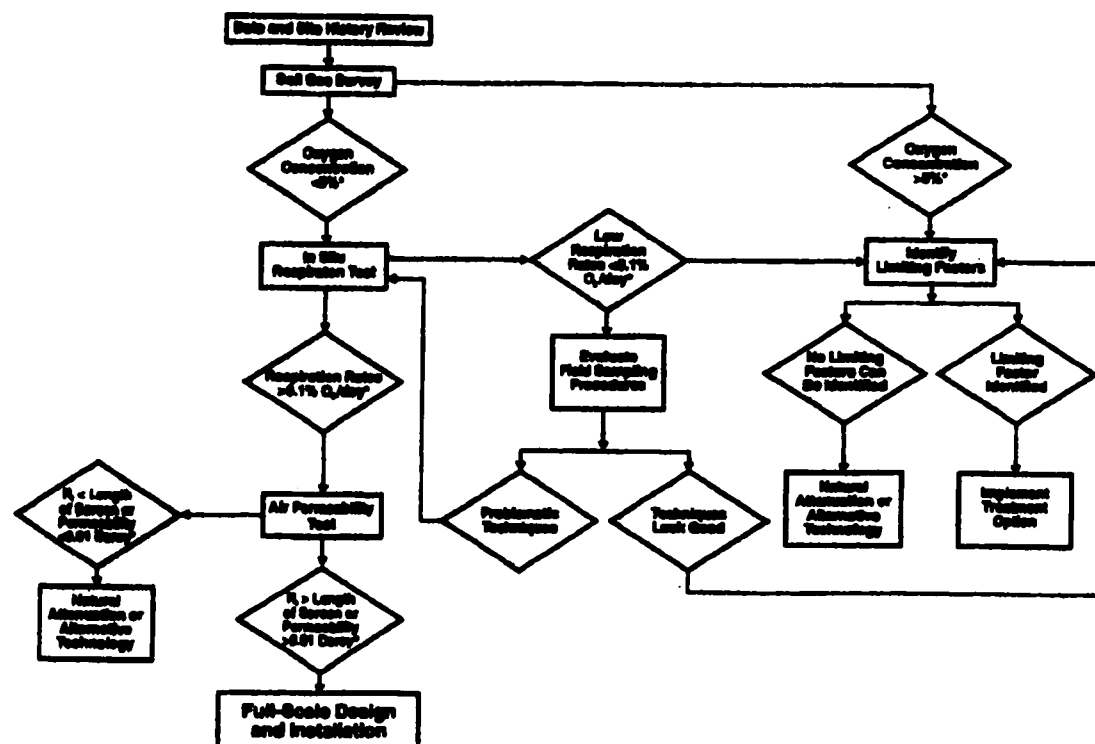 Data and Site History Review
Soil Gas Survey
Oxygen
Concentration
<5%*
Oxygen
Concentration
>5%*
In Situ
Respiraton Test
Low
Respiration
Rates <0.1%
O₂/day*
Identify
Limiting Factors
Respiration Rates
>0.1% O₂/day*
Evaluate
Field Sampling
Procedures
No Limiting
Factors Can
Be Identified
Limiting
Factor
Identified
Rᵢ < Length
of Screen or
Permeability
<0.01 Darcy*
Air Permeability
Test
Problematic
Techniques
Techniques
Look Good
Natural
Attenuation or
Alternative
Technology
Implement
Treatment
Option
Natural
Attenuation or
Alternative
Technology
Rᵢ > Length
of Screen or
Permeability
>0.01 Darcy*
Full-Scale Design
and Installation